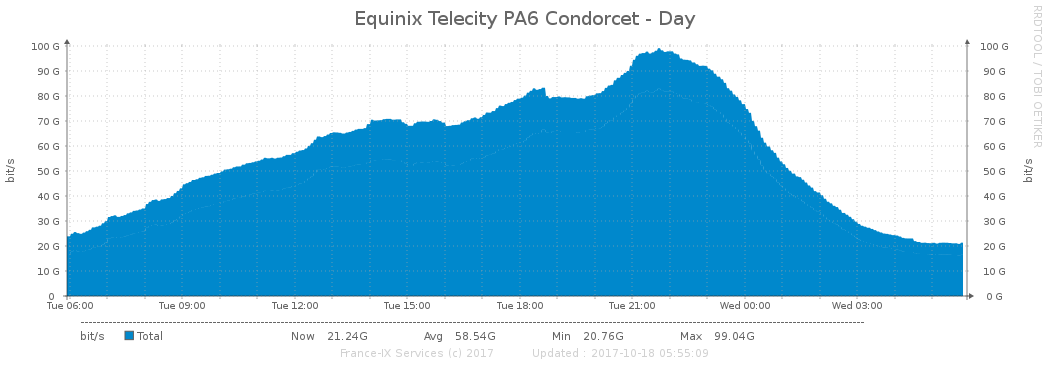 Equinix Telecity PA6 Condorcet - Day
RRDTOOL / TOBI OETIKER
bit/s
100 G
90 G
80 G
70 G
60 G
50 G
40 G
30 G
20 G
10 G
0
100 G
90 G
80 G
70 G
60 G
50 G
40 G
30 G
20 G
10 G
0 G
bit/s
Tue 06:00 Tue 09:00 Tue 12:00 Tue 15:00 Tue 18:00 Tue 21:00 Wed 00:00 Wed 03:00
bit/s Total Now 21.24G Avg 58.54G Min 20.76G Max 99.04G
France-IX Services (c) 2017 Updated : 2017-10-18 05:55:09